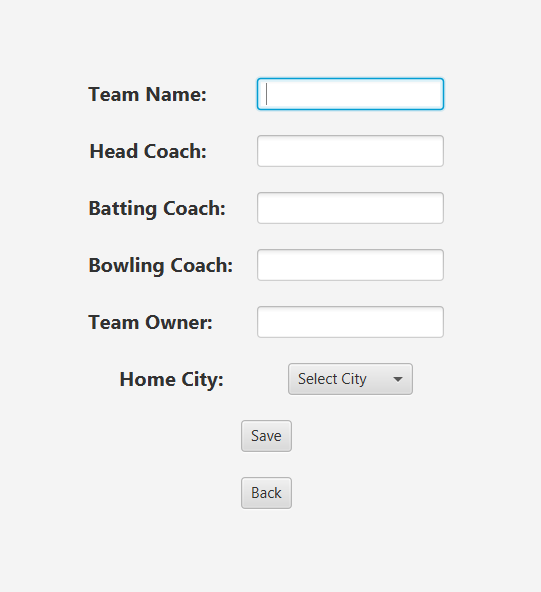 Team Name:
Head Coach:
Batting Coach:
Bowling Coach:
Team Owner:
Home City: Select City
Save
Back